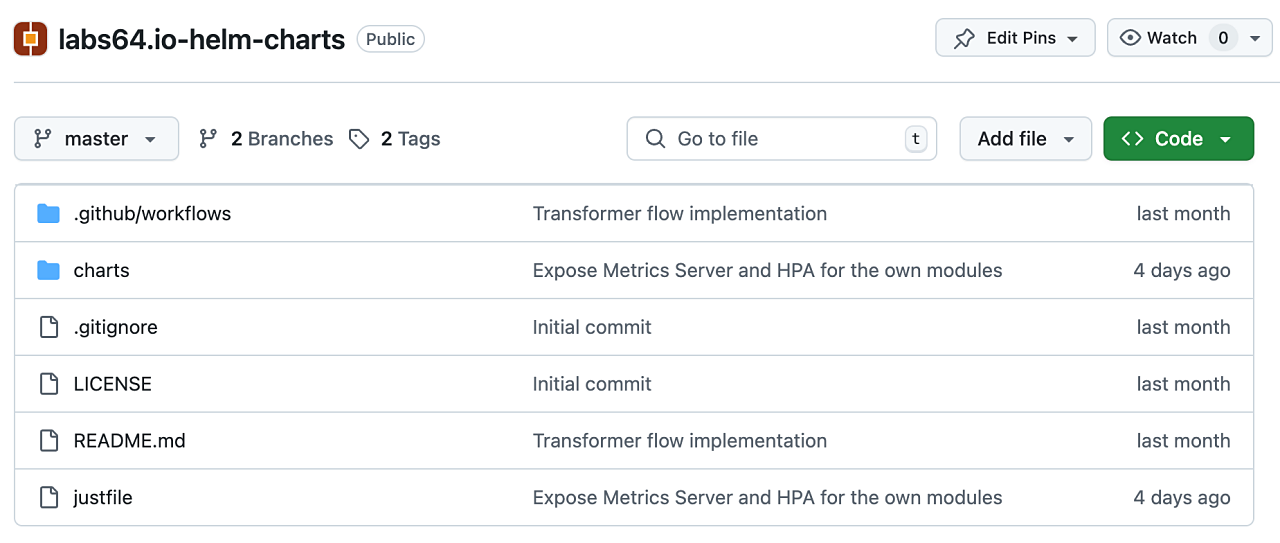 labs64.io-helm-charts Public Edit Pins Watch 0
master 2 Branches 2 Tags Go to file t Add file Code
.github/workflows Transformer flow implementation last month
charts Expose Metrics Server and HPA for the own modules 4 days ago
.gitignore Initial commit last month
LICENSE Initial commit last month
README.md Transformer flow implementation last month
justfile Expose Metrics Server and HPA for the own modules 4 days ago